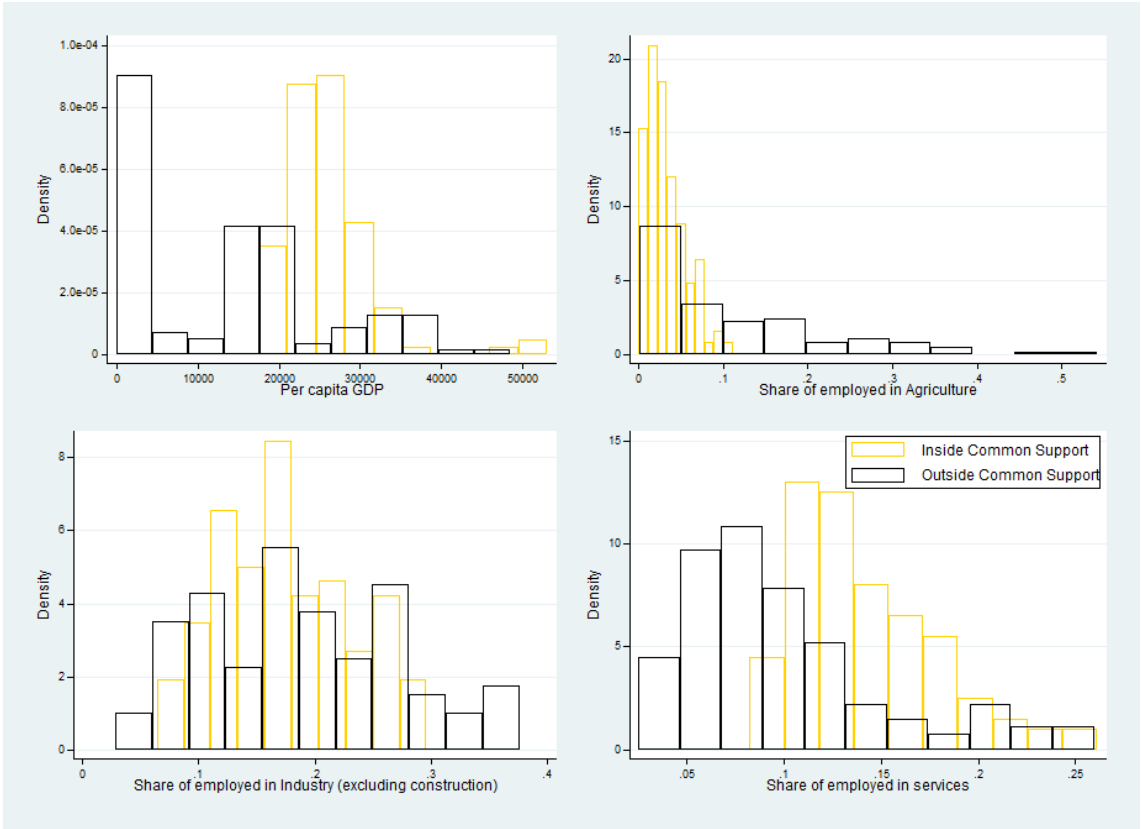 1.0e-04
8.0e-05
6.0e-05
4.0e-05
2.0e-05
0
Density
0 10000 20000 30000 40000 50000
Per capita GDP
20
15
10
5
0
Density
0 .1 .2 .3 .4 .5
Share of employed in Agriculture
8
6
4
2
0
Density
0 .1 .2 .3 .4
Share of employed in Industry (excluding construction)
15
10
5
0
Density
Inside Common Support
Outside Common Support
.05 .1 .15 .2 .25
Share of employed in services